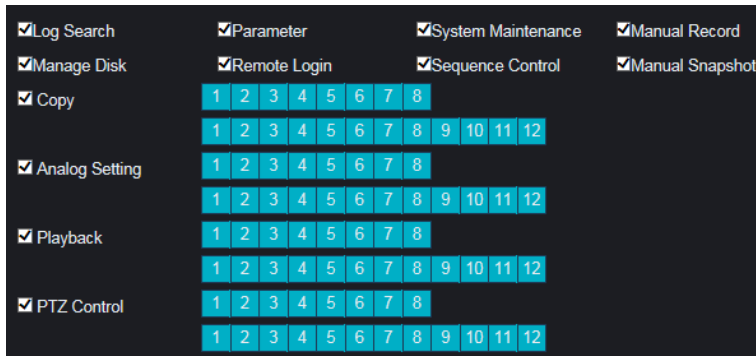 Log Search Parameter System Maintenance Manual Record
Manage Disk Remote Login Sequence Control Manual Snapshot
Copy 1 2 3 4 5 6 7 8
1 2 3 4 5 6 7 8 9 10 11 12
Analog Setting 1 2 3 4 5 6 7 8
1 2 3 4 5 6 7 8 9 10 11 12
Playback 1 2 3 4 5 6 7 8
1 2 3 4 5 6 7 8 9 10 11 12
PTZ Control 1 2 3 4 5 6 7 8
1 2 3 4 5 6 7 8 9 10 11 12